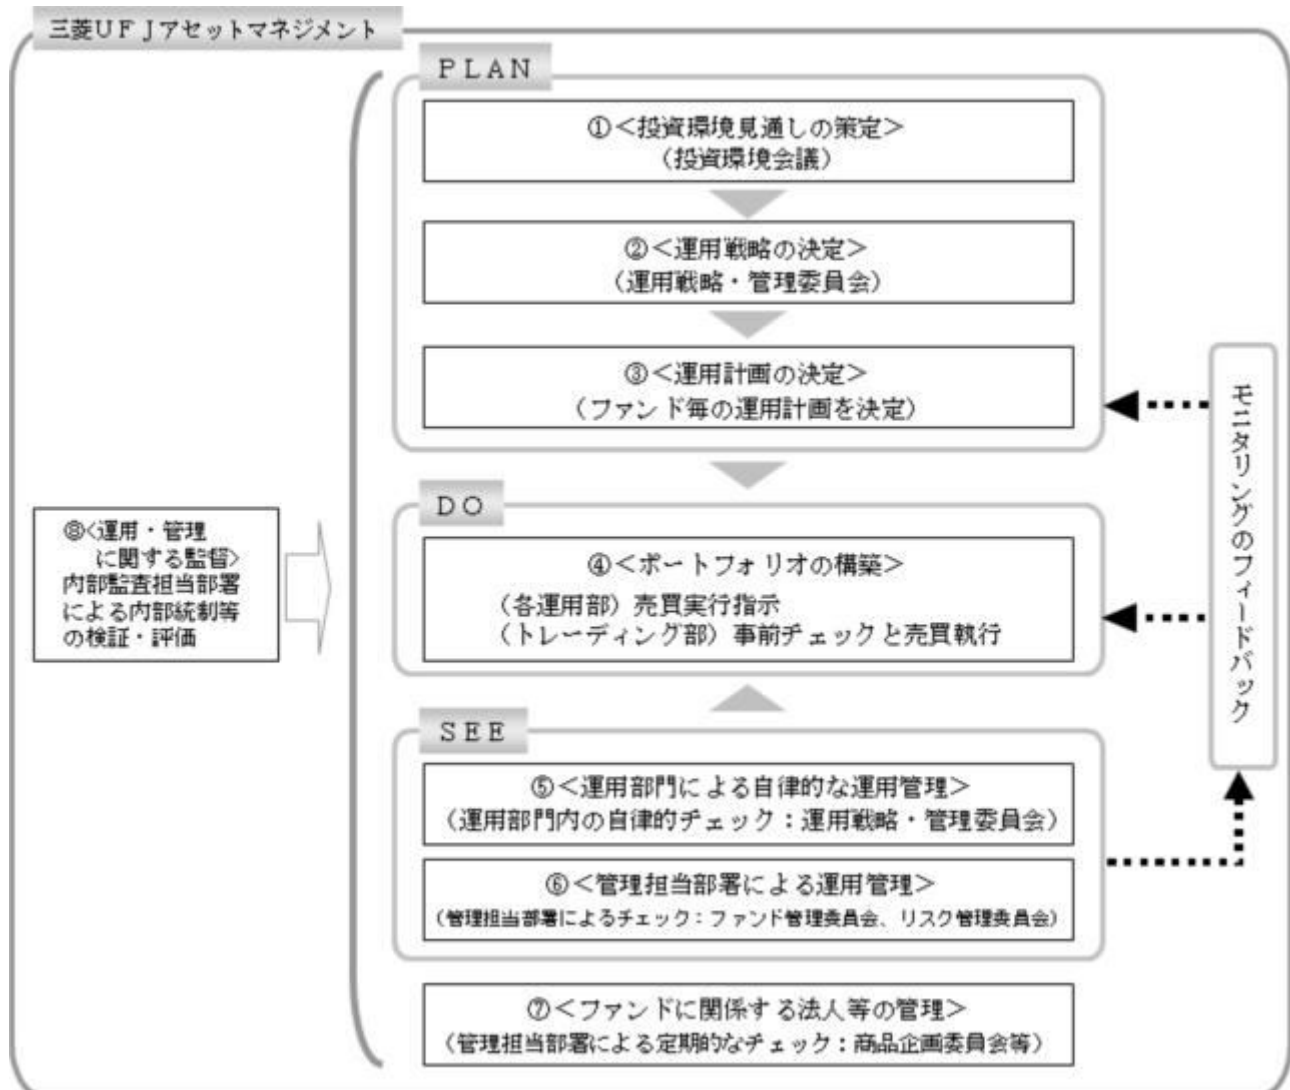 三菱UFJアセットマネジメント
PLAN
①<投資環境見通しの策定>
(投資環境会議)
②<運用戦略の決定>
(運用戦略・管理委員会)
③<運用計画の決定>
(ファンド毎の運用計画を決定)
DO
④<ポートフォリオの構築>
(各運用部)売買実行指示
(トレーディング部)事前チェックと売買執行
SEE
⑤<運用部門による自律的な運用管理>
(運用部門内の自律的チェック:運用戦略・管理委員会)
⑥<管理担当部署による運用管理>
(管理担当部署によるチェック:ファンド管理委員会、リスク管理委員会)
⑦<ファンドに関係する法人等の管理>
(管理担当部署による定期的なチェック:商品企画委員会等)
⑧<運用・管理
に関する監督>
内部監査担当部署
による内部統制等
の検証・評価
モニタリングのフィードバック